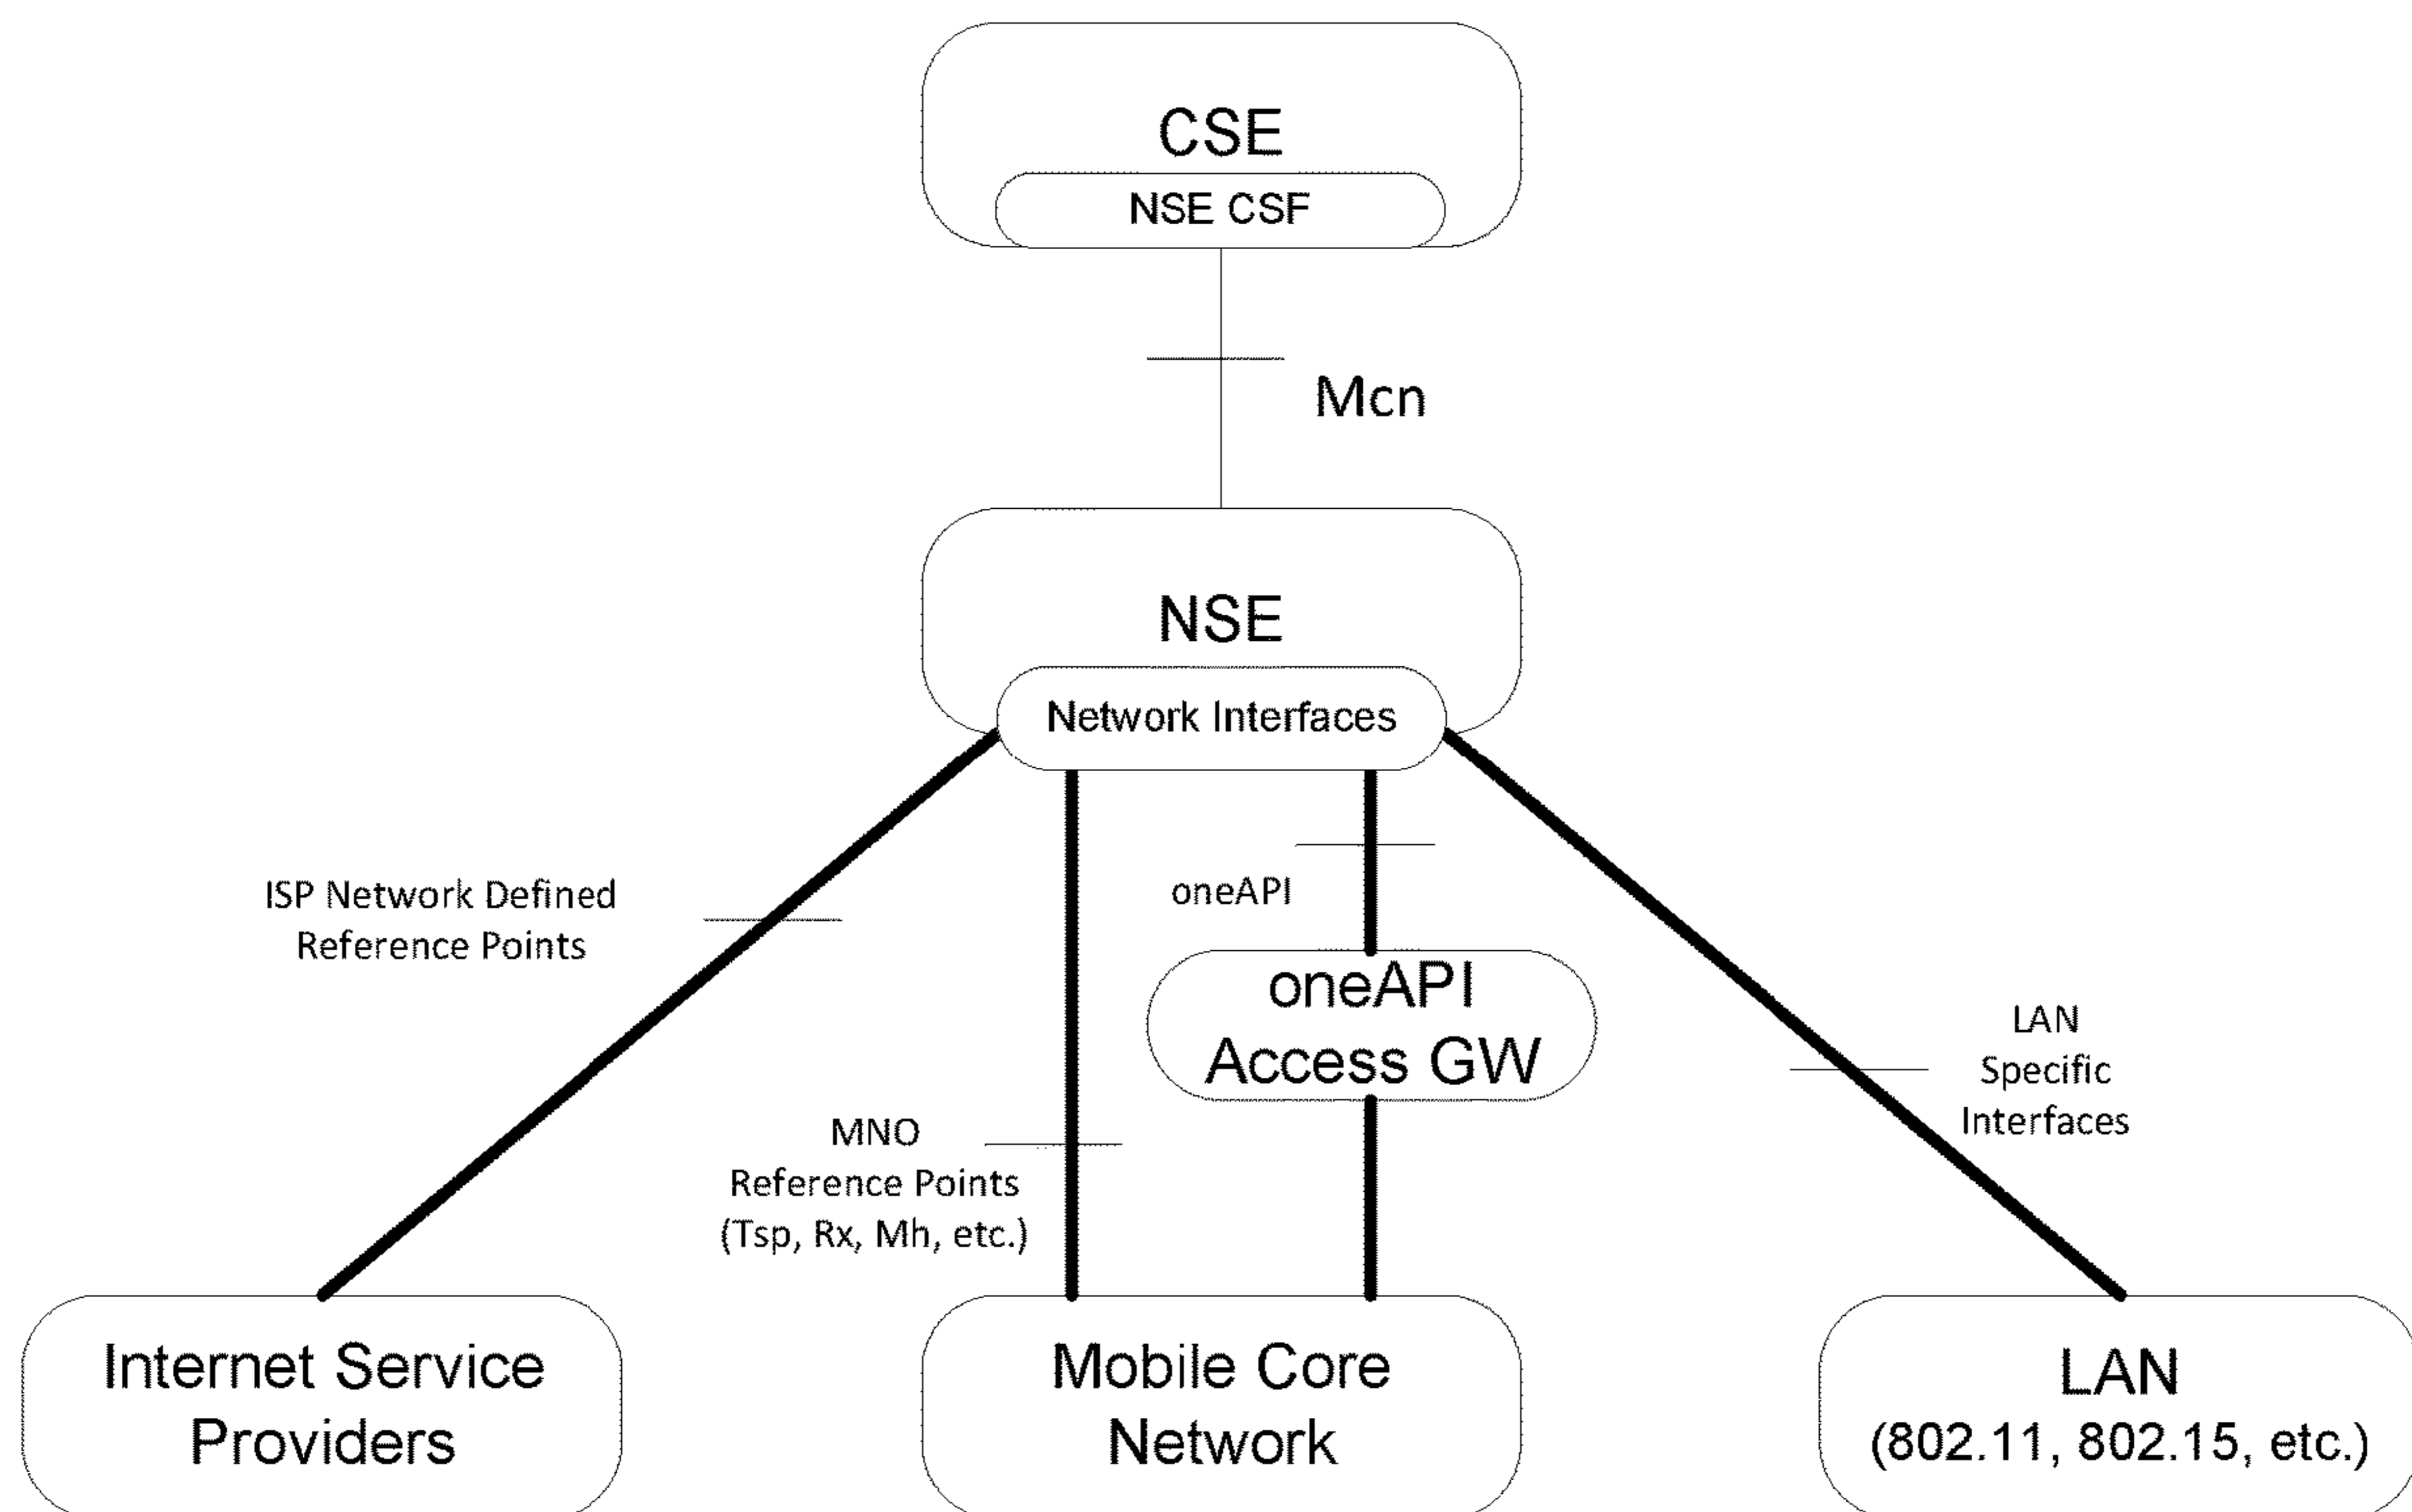 CSE
NSE CSF
Mcn
NSE
Network Interfaces
ISP Network Defined
Reference Points
oneAPI
oneAPI
Access GW
LAN
Specific
Interfaces
MNO
Reference Points
(Tsp, Rx, Mh, etc.)
Internet Service
Providers
Mobile Core
Network
LAN
(802.11, 802.15, etc.)